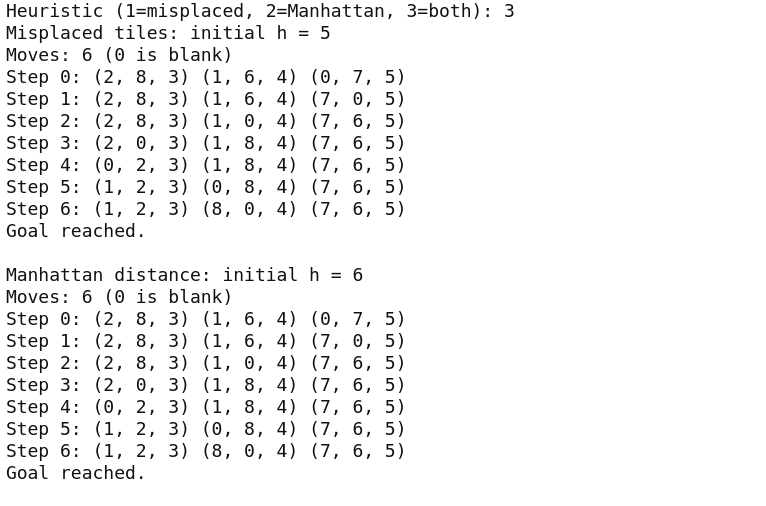 Heuristic (1=misplaced, 2=Manhattan, 3=both): 3
Misplaced tiles: initial h = 5
Moves: 6 (0 is blank)
Step 0: (2, 8, 3) (1, 6, 4) (0, 7, 5)
Step 1: (2, 8, 3) (1, 6, 4) (7, 0, 5)
Step 2: (2, 8, 3) (1, 0, 4) (7, 6, 5)
Step 3: (2, 0, 3) (1, 8, 4) (7, 6, 5)
Step 4: (0, 2, 3) (1, 8, 4) (7, 6, 5)
Step 5: (1, 2, 3) (0, 8, 4) (7, 6, 5)
Step 6: (1, 2, 3) (8, 0, 4) (7, 6, 5)
Goal reached.

Manhattan distance: initial h = 6
Moves: 6 (0 is blank)
Step 0: (2, 8, 3) (1, 6, 4) (0, 7, 5)
Step 1: (2, 8, 3) (1, 6, 4) (7, 0, 5)
Step 2: (2, 8, 3) (1, 0, 4) (7, 6, 5)
Step 3: (2, 0, 3) (1, 8, 4) (7, 6, 5)
Step 4: (0, 2, 3) (1, 8, 4) (7, 6, 5)
Step 5: (1, 2, 3) (0, 8, 4) (7, 6, 5)
Step 6: (1, 2, 3) (8, 0, 4) (7, 6, 5)
Goal reached.